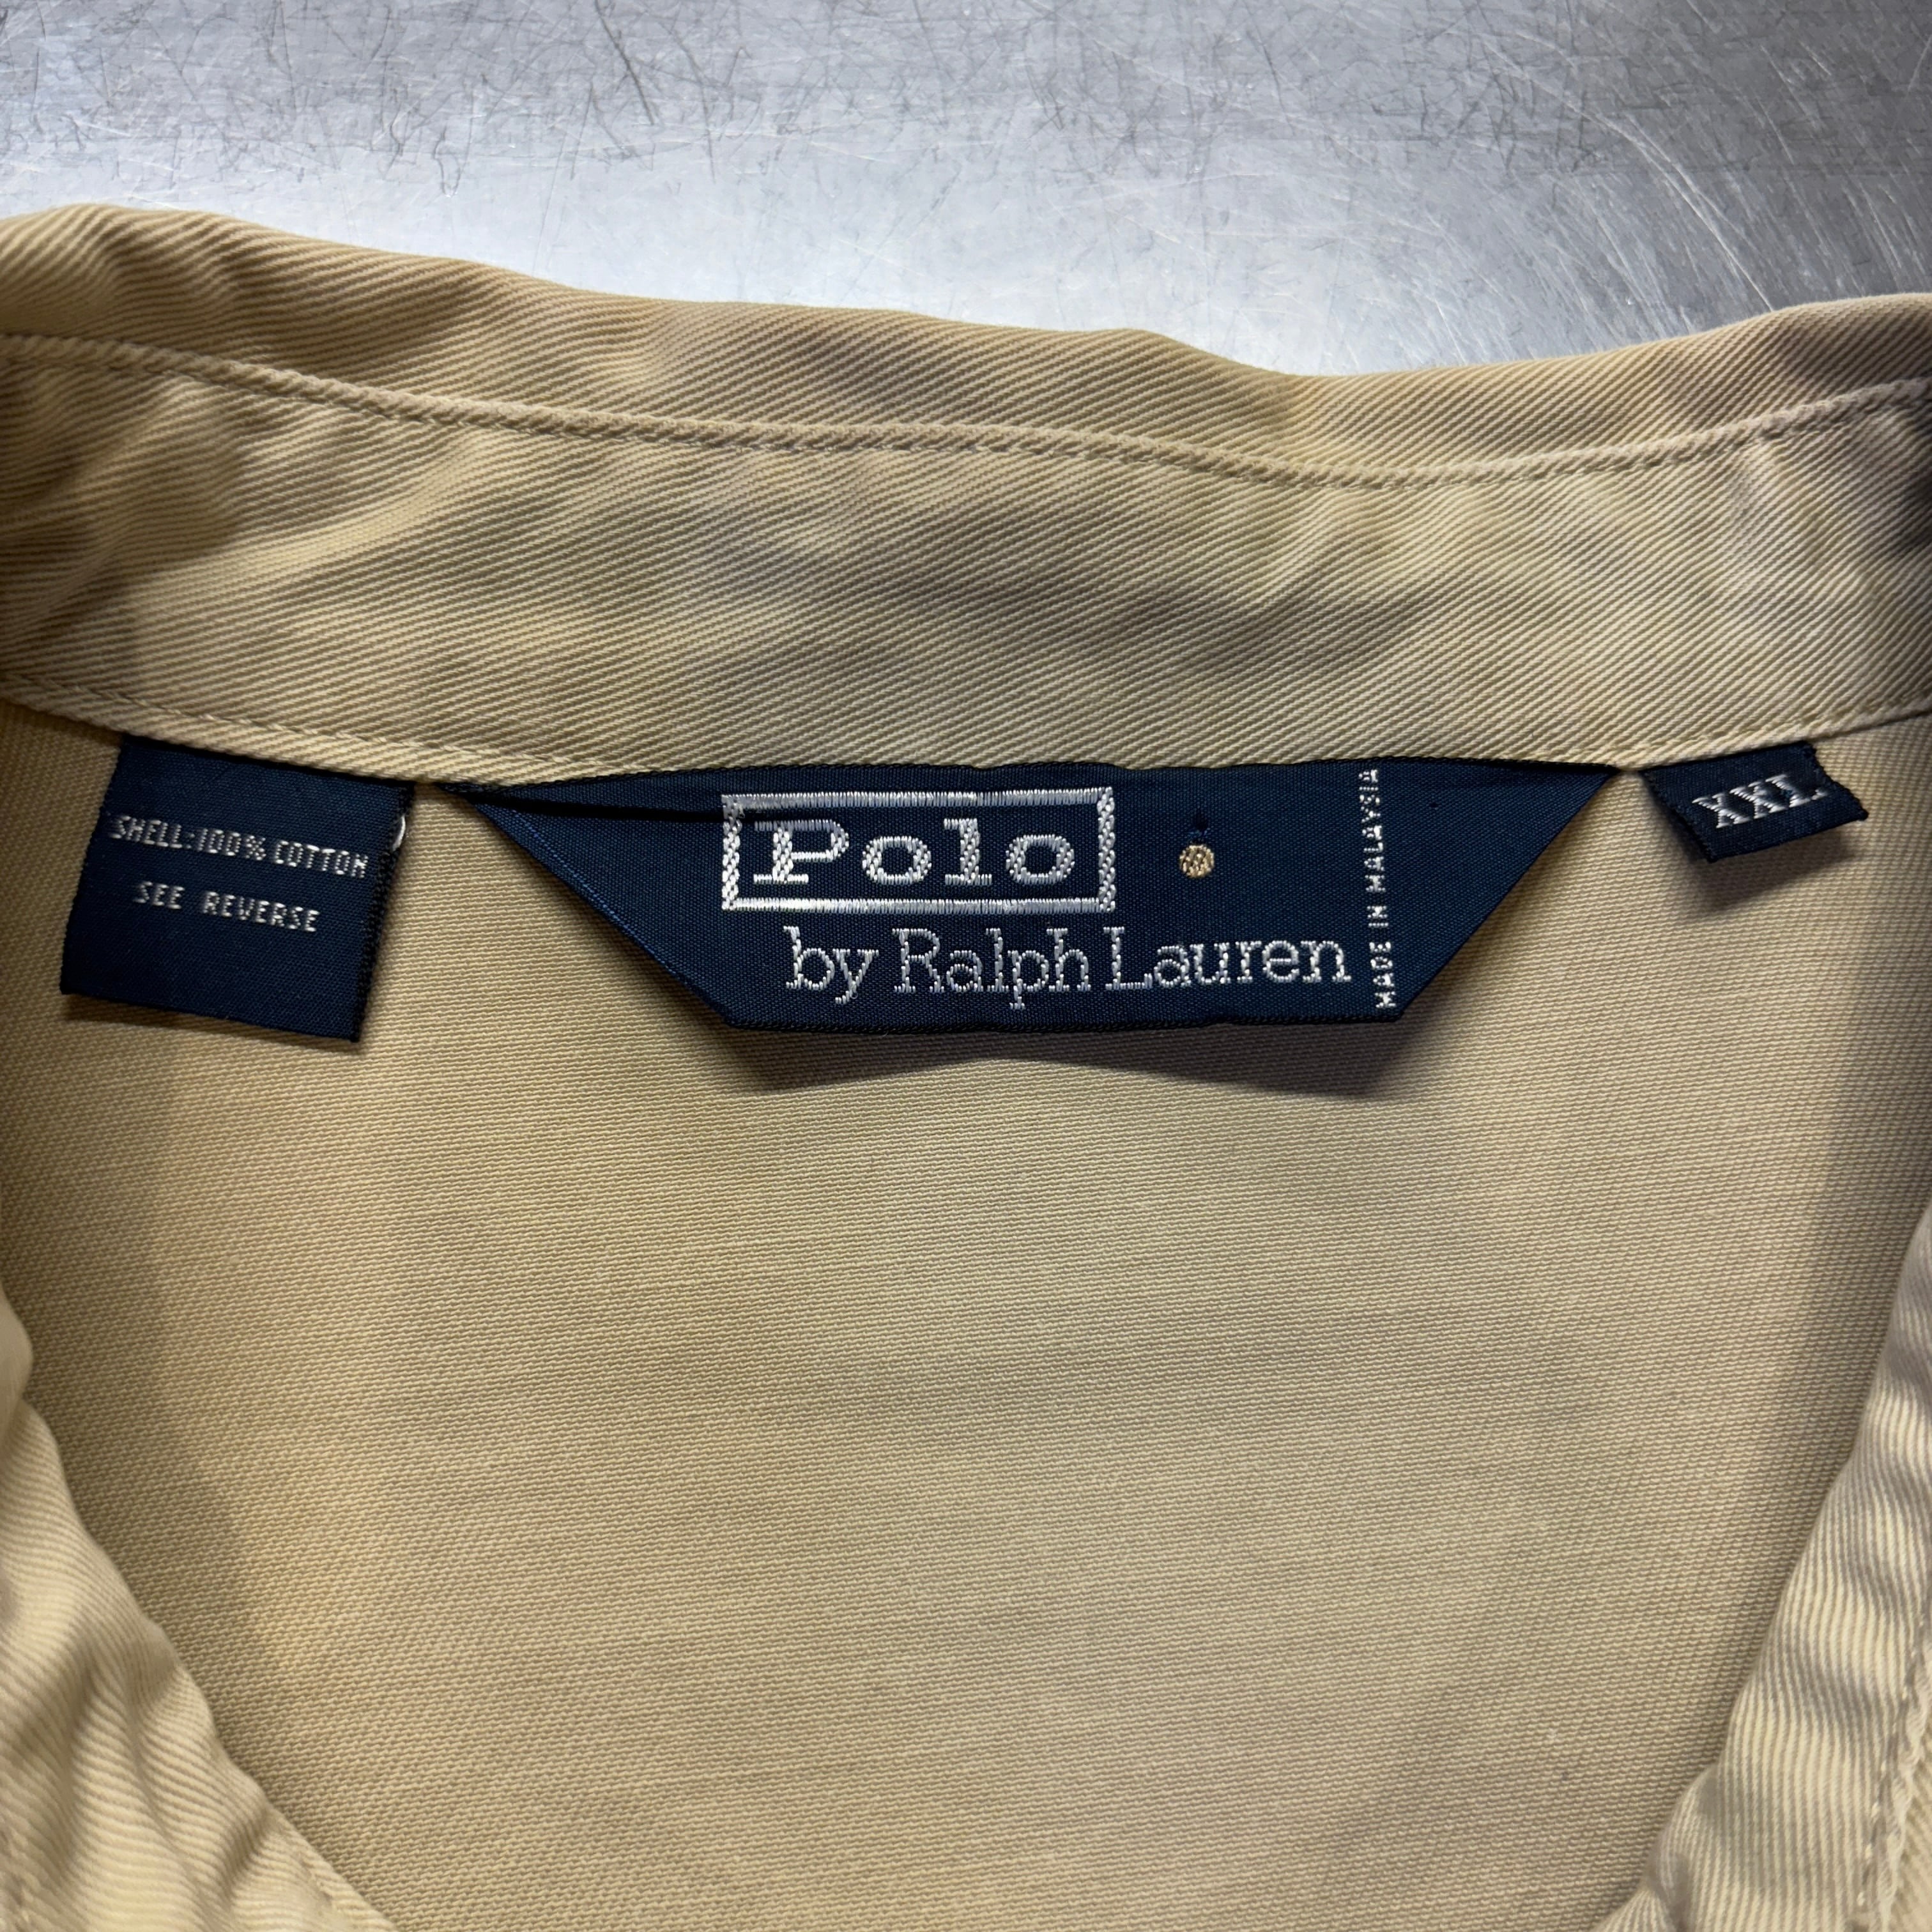 SHELL:100% COTTON
SEE REVERSE
Polo
by Ralph Lauren
MADE IN MALAYSIA
XXL